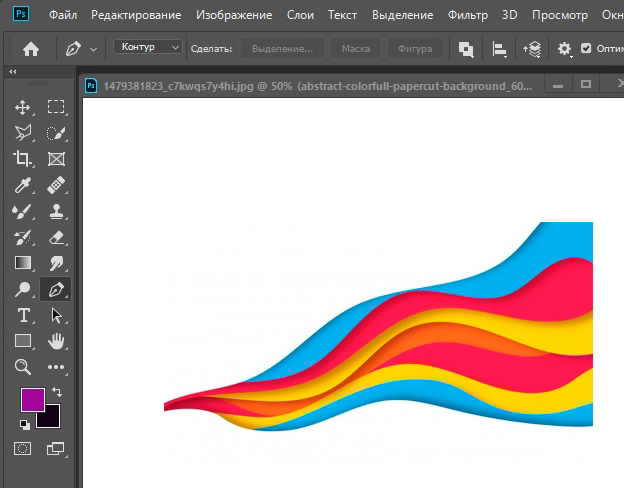 Ps Файл Редактирование Изображение Слои Текст Выделение Фильтр 3D Просмотр Окн
Контур Сделать: Выделение... Маска Фигура Оптим
Ps 1479381823_c7kwqs7y4hi.jpg @ 50% (abstract-colorfull-papercut-background_60...